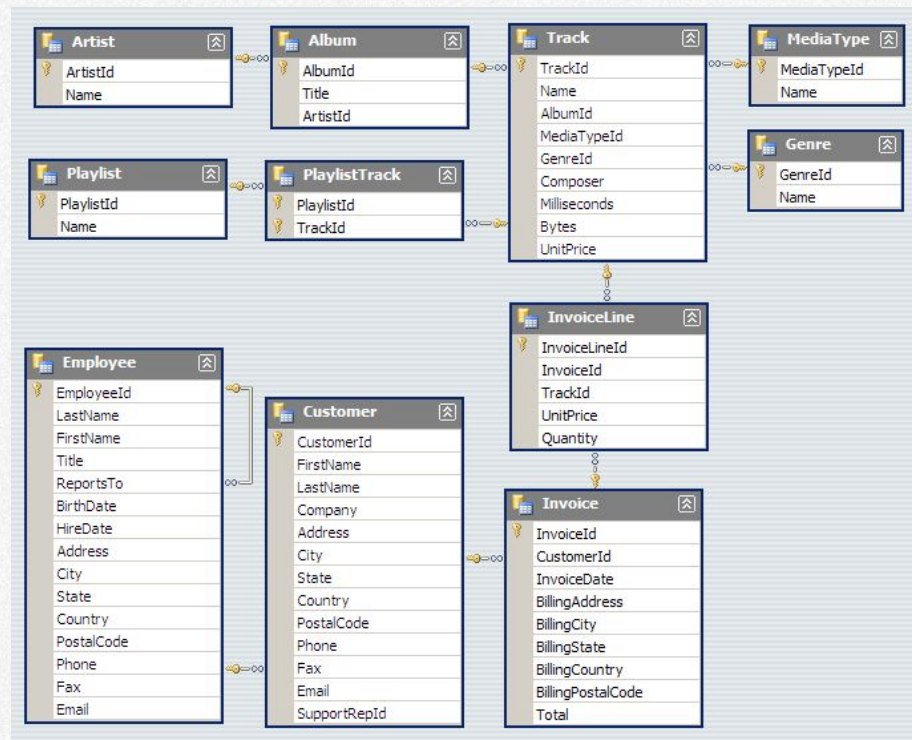 Artist
ArtistId
Name
Album
AlbumId
Title
ArtistId
Track
TrackId
Name
AlbumId
MediaTypeId
GenreId
Composer
Milliseconds
Bytes
UnitPrice
MediaType
MediaTypeId
Name
Genre
GenreId
Name
Playlist
PlaylistId
Name
PlaylistTrack
PlaylistId
TrackId
InvoiceLine
InvoiceLineId
InvoiceId
TrackId
UnitPrice
Quantity
Employee
EmployeeId
LastName
FirstName
Title
ReportsTo
BirthDate
HireDate
Address
City
State
Country
PostalCode
Phone
Fax
Email
Customer
CustomerId
FirstName
LastName
Company
Address
City
State
Country
PostalCode
Phone
Fax
Email
SupportRepId
Invoice
InvoiceId
CustomerId
InvoiceDate
BillingAddress
BillingCity
BillingState
BillingCountry
BillingPostalCode
Total